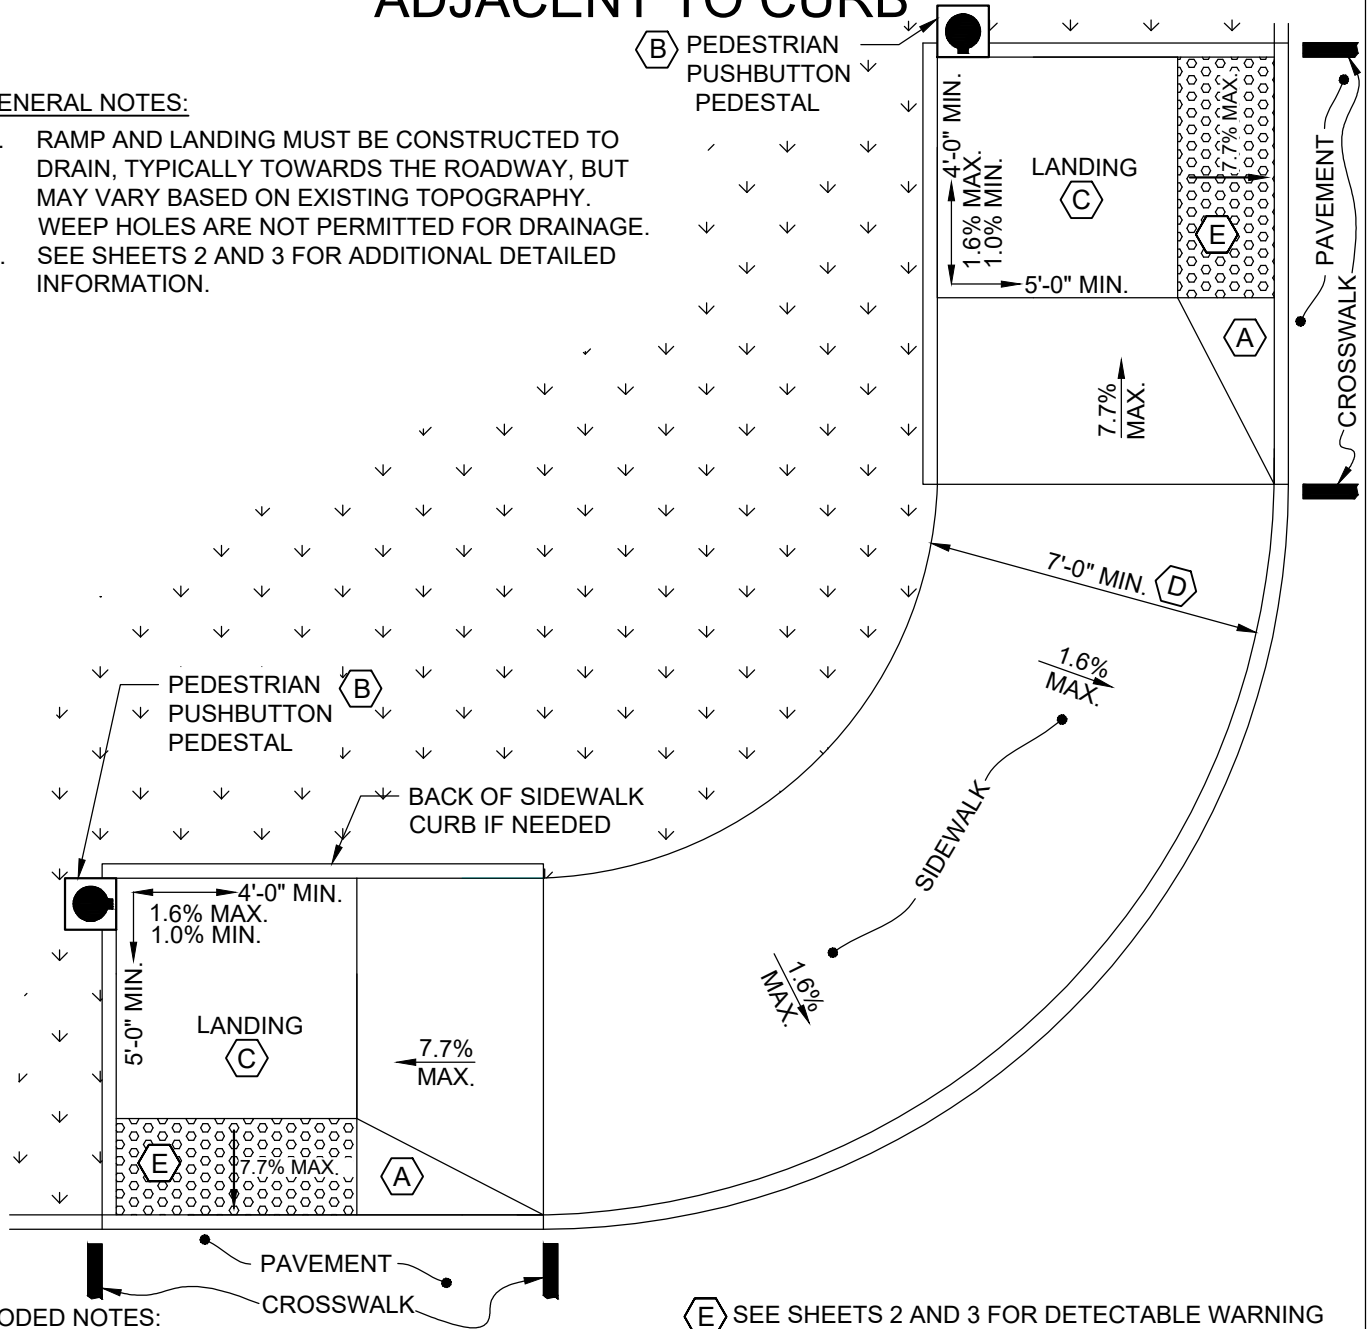 ADJACENT TO CURB
B PEDESTRIAN
PUSHBUTTON
PEDESTAL
ENERAL NOTES:
. RAMP AND LANDING MUST BE CONSTRUCTED TO
DRAIN, TYPICALLY TOWARDS THE ROADWAY, BUT
MAY VARY BASED ON EXISTING TOPOGRAPHY.
WEEP HOLES ARE NOT PERMITTED FOR DRAINAGE.
. SEE SHEETS 2 AND 3 FOR ADDITIONAL DETAILED
INFORMATION.
4'-0" MIN.
1.6% MAX.
1.0% MIN.
5'-0" MIN.
LANDING
C
7.7% MAX.
E
A
PAVEMENT
CROSSWALK
7.7%
MAX.
7'-0" MIN. D
1.6%
MAX.
SIDEWALK
1.6%
MAX.
PEDESTRIAN B
PUSHBUTTON
PEDESTAL
BACK OF SIDEWALK
CURB IF NEEDED
4'-0" MIN.
1.6% MAX.
1.0% MIN.
5'-0" MIN.
LANDING
C
7.7%
MAX.
E
7.7% MAX.
A
PAVEMENT
CROSSWALK
ODED NOTES:
E SEE SHEETS 2 AND 3 FOR DETECTABLE WARNING